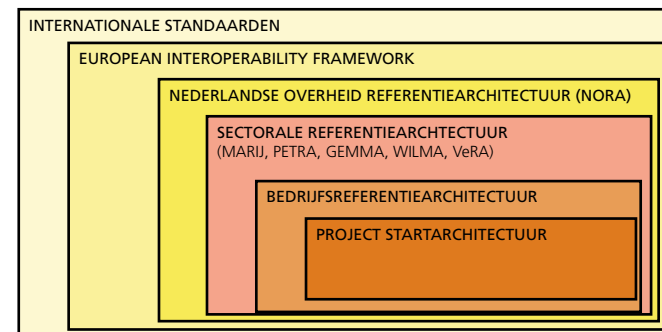 INTERNATIONALE STANDAARDEN
EUROPEAN INTEROPERABILITY FRAMEWORK
NEDERLANDSE OVERHEID REFERENTIEARCHITECTUUR (NORA)
SECTORALE REFERENTIEARCHTECTUUR
(MARIJ, PETRA, GEMMA, WILMA, VeRA)
BEDRIJFSREFERENTIEARCHITECTUUR
PROJECT STARTARCHITECTUUR